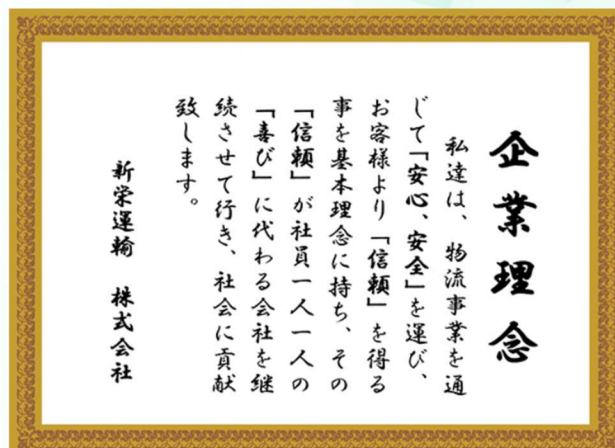 企業理念
私達は、物流事業を通
じて「安心、安全」を運び、
お客様より「信頼」を得る
事を基本理念に持ち、その
「信頼」が社員一人一人の
「喜び」に代わる会社を継
続させて行き、社会に貢献
致します。
新栄運輸　株式会社